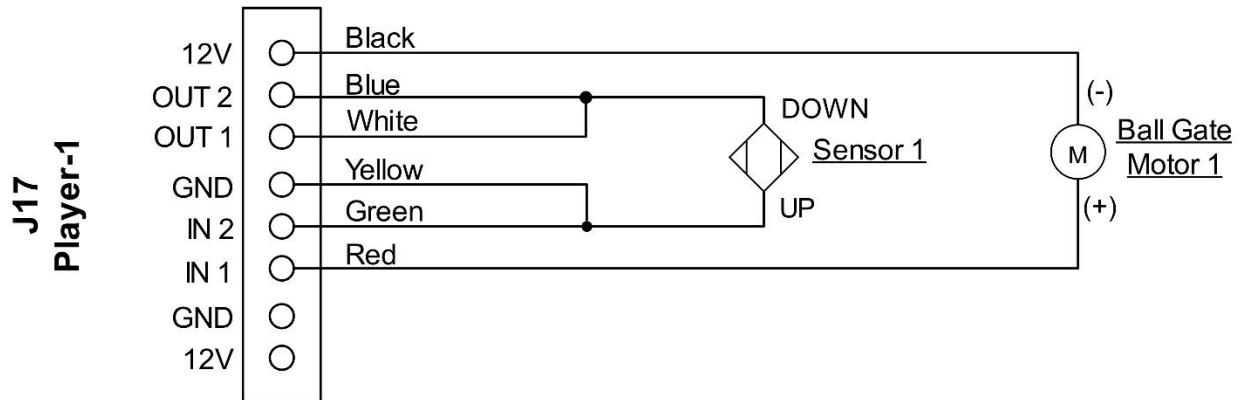 J17
Player-1
12V
OUT 2
OUT 1
GND
IN 2
IN 1
GND
12V
Black
Blue
White
Yellow
Green
Red
DOWN
Sensor 1
UP
(-)
M
(+)
Ball Gate
Motor 1